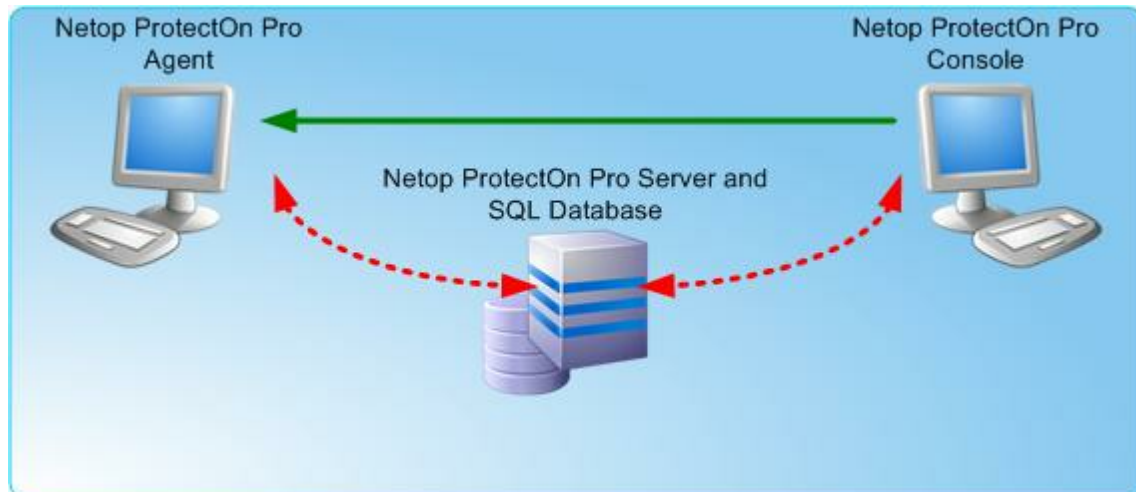 Netop ProtectOn Pro
Agent
Netop ProtectOn Pro
Console
Netop ProtectOn Pro Server and
SQL Database